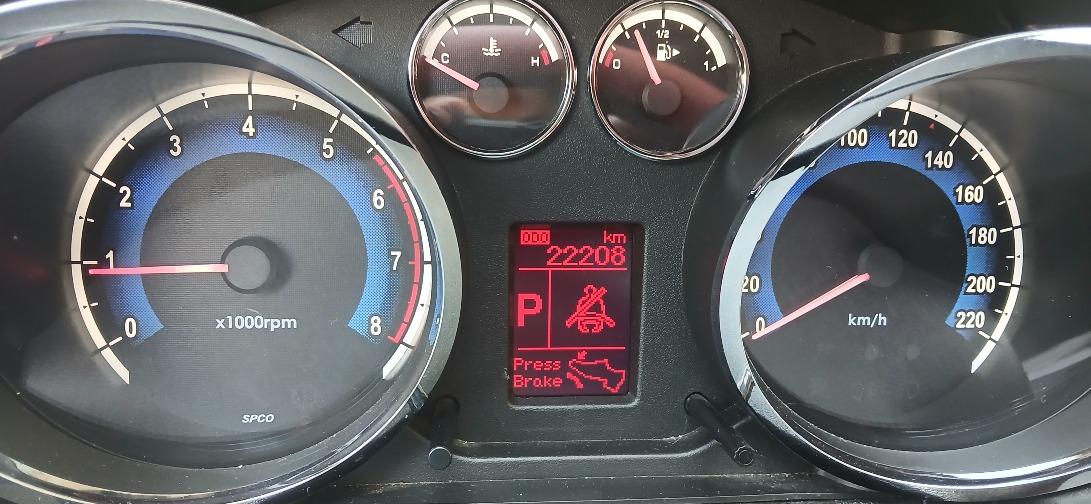 C H
0 1/2 1
0 1 2 3 4 5 6 7 8
x1000rpm
SPCO
000 km
22208
P
Press
Brake
0 20 100 120 140 160 180 200 220
km/h